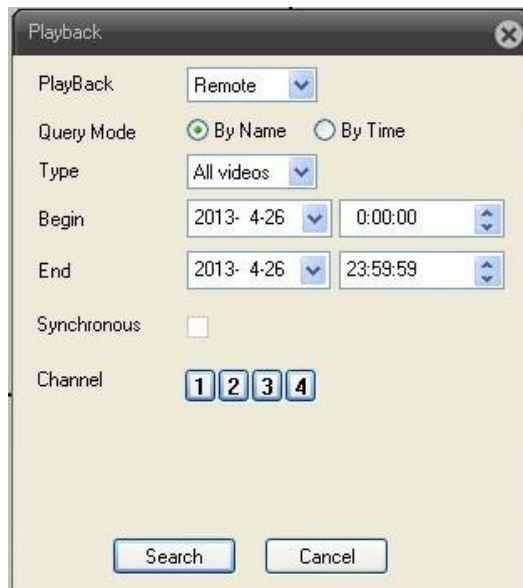 Playback
PlayBack Remote
Query Mode By Name By Time
Type All videos
Begin 2013- 4-26 0:00:00
End 2013- 4-26 23:59:59
Synchronous
Channel 1 2 3 4
Search Cancel